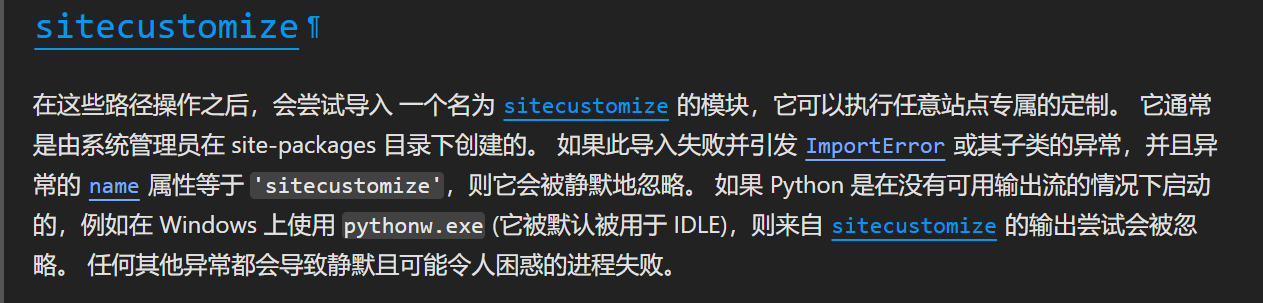 sitecustomize¶
在这些路径操作之后，会尝试导入 一个名为 sitecustomize 的模块，它可以执行任意站点专属的定制。 它通常
是由系统管理员在 site-packages 目录下创建的。 如果此导入失败并引发 ImportError 或其子类的异常，并且异
常的 name 属性等于 'sitecustomize'，则它会被静默地忽略。 如果 Python 是在没有可用输出流的情况下启动
的，例如在 Windows 上使用 pythonw.exe (它被默认被用于 IDLE)，则来自 sitecustomize 的输出尝试会被忽
略。 任何其他异常都会导致静默且可能令人困惑的进程失败。